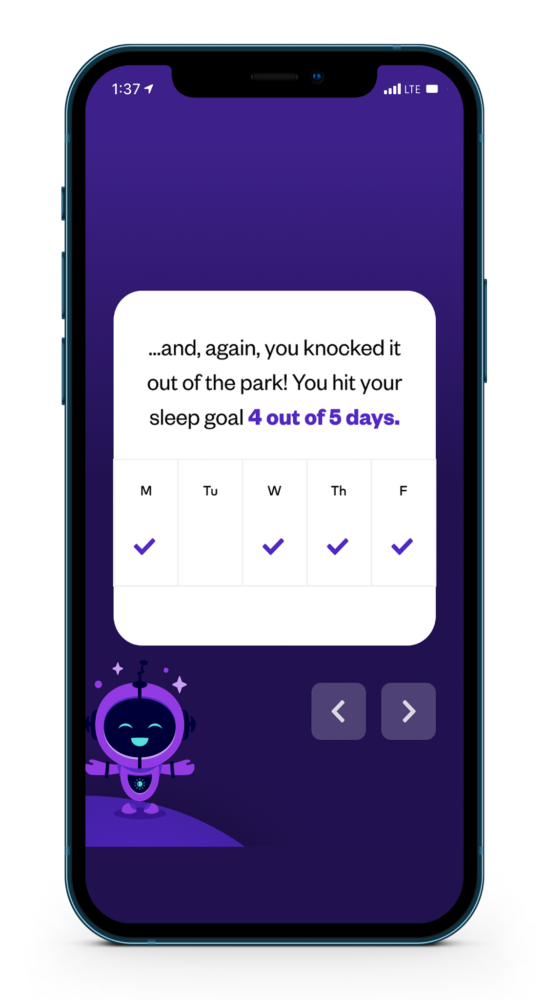 1:37 LTE
...and, again, you knocked it
out of the park! You hit your
sleep goal 4 out of 5 days.
M Tu W Th F